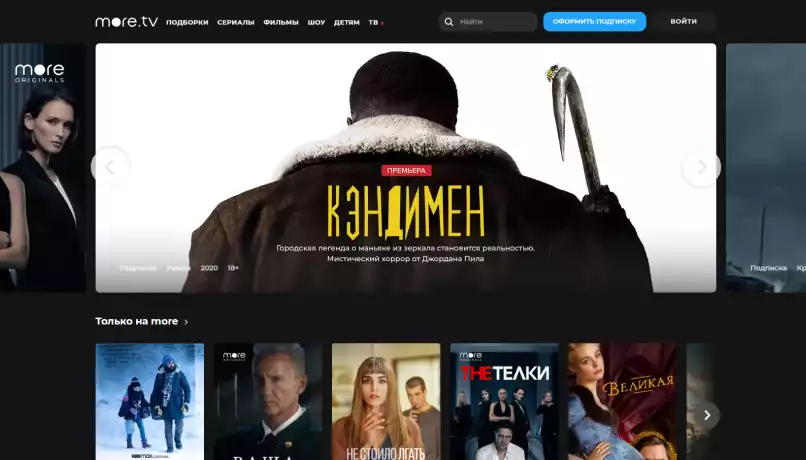 more.tv ПОДБОРКИ СЕРИАЛЫ ФИЛЬМЫ ШОУ ДЕТЯМ ТВ Найти ОФОРМИТЬ ПОДПИСКУ ВОЙТИ
more
ORIGINALS
ПРЕМЬЕРА
КЭНДИМЕН
Городская легенда о маньяке из зеркала становится реальностью.
Мистический хоррор от Джордана Пила
Подписка Ужасы 2020 18+
Подписка
Только на more
more
ORIGINALS
more
ORIGINALS
THE ТЕЛКИ
ВЕЛИКАЯ
НЕ СТОИЛО ЛГАТЬ